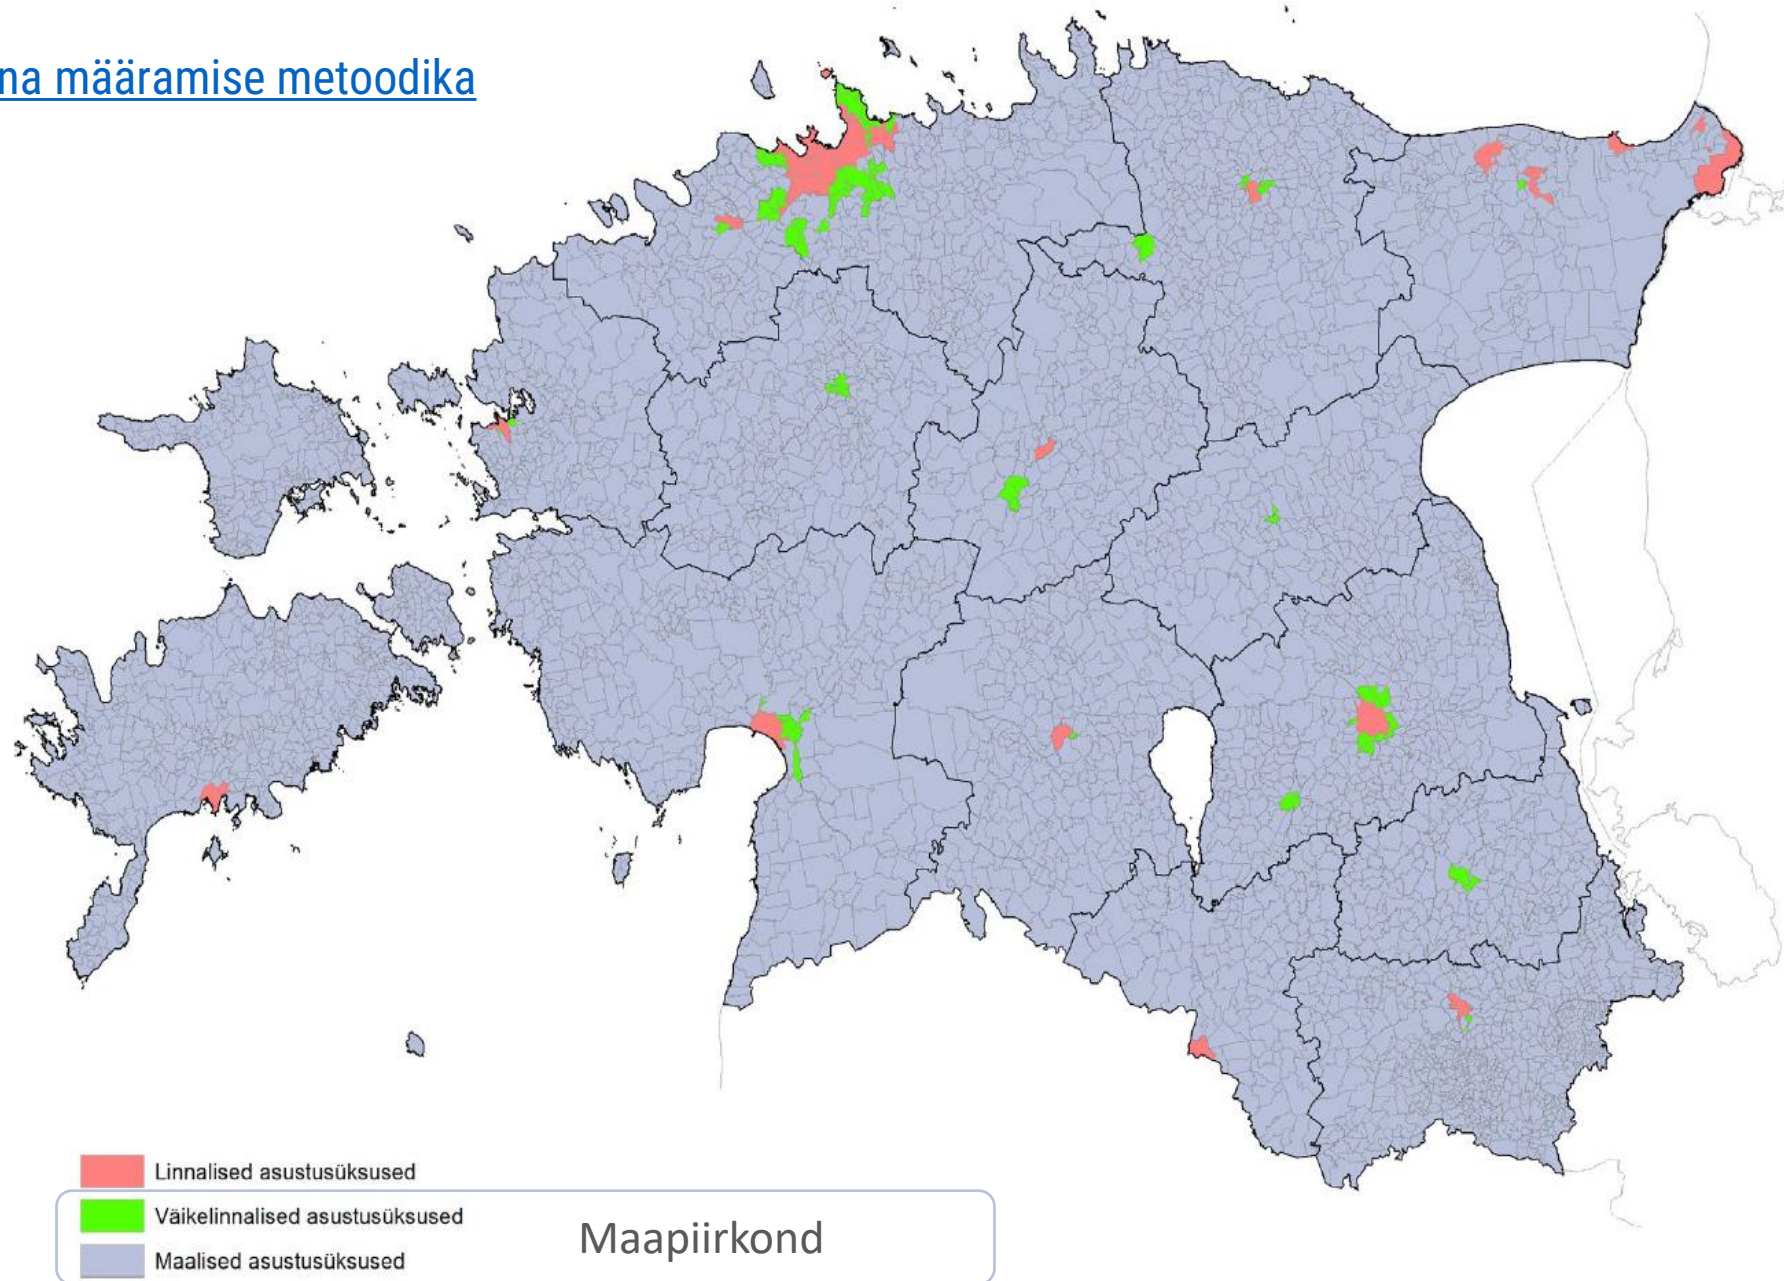 na määramise metoodika
Linnalised asustusüksused
Väikelinnalised asustusüksused
Maalised asustusüksused
Maapiirkond